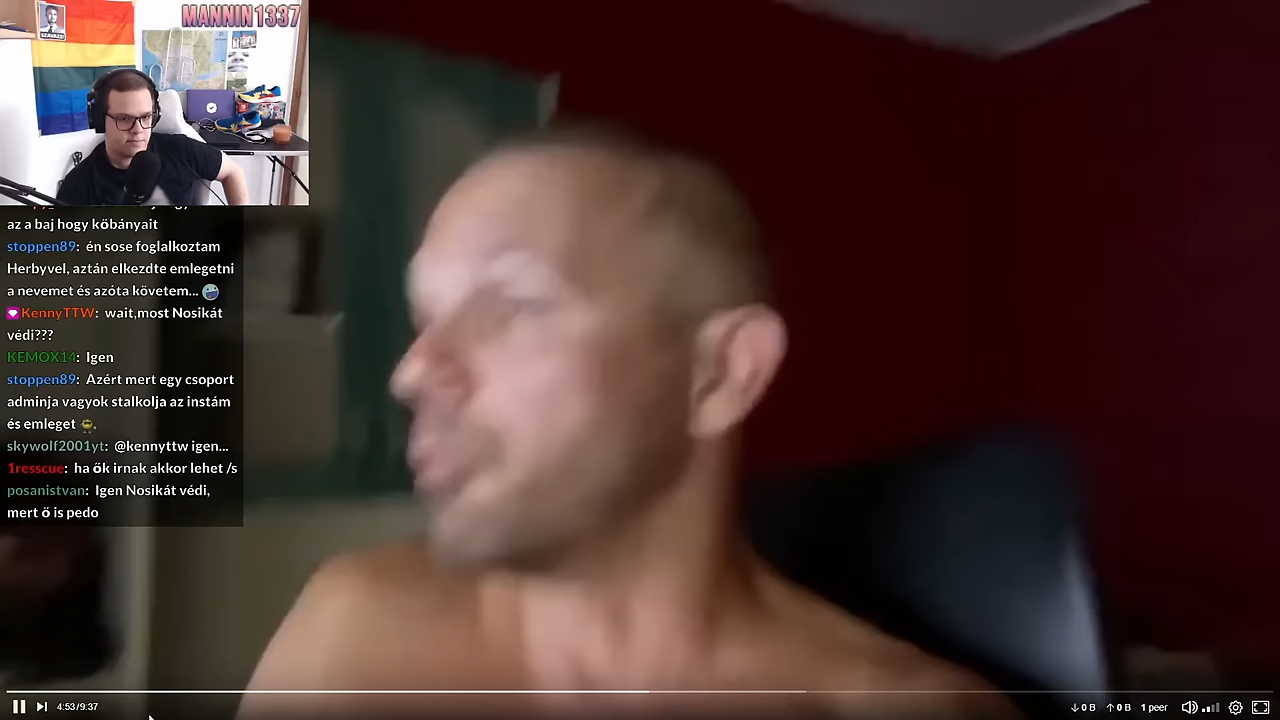 MANNIN1337
SZAVAZZ!
az a baj hogy kőbányait
stoppen89: én sose foglalkoztam
Herbyvel, aztán elkezdte emlegetni
a nevemet és azóta követem...
KennyTTW: wait,most Nosikát
védi???
KEMOX14: Igen
stoppen89: Azért mert egy csoport
adminja vagyok stalkolja az instám
és emleget
skywolf2001yt: @kennyttw igen...
1resscue: ha ők irnak akkor lehet /s
posanistvan: Igen Nosikát védi,
mert ő is pedo
4:53/9:37
↓0 B ↑0 B 1 peer